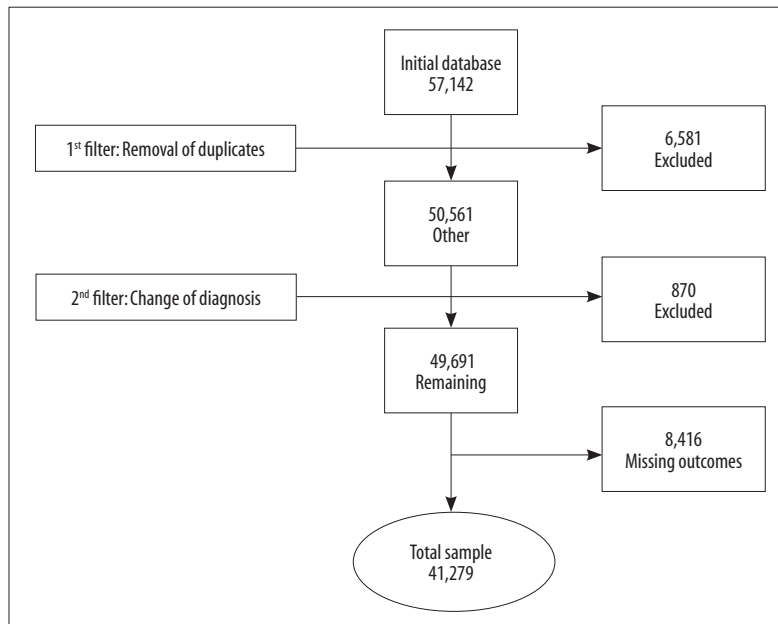 Initial database
57,142
1st filter: Removal of duplicates
6,581
Excluded
50,561
Other
2nd filter: Change of diagnosis
870
Excluded
49,691
Remaining
8,416
Missing outcomes
Total sample
41,279